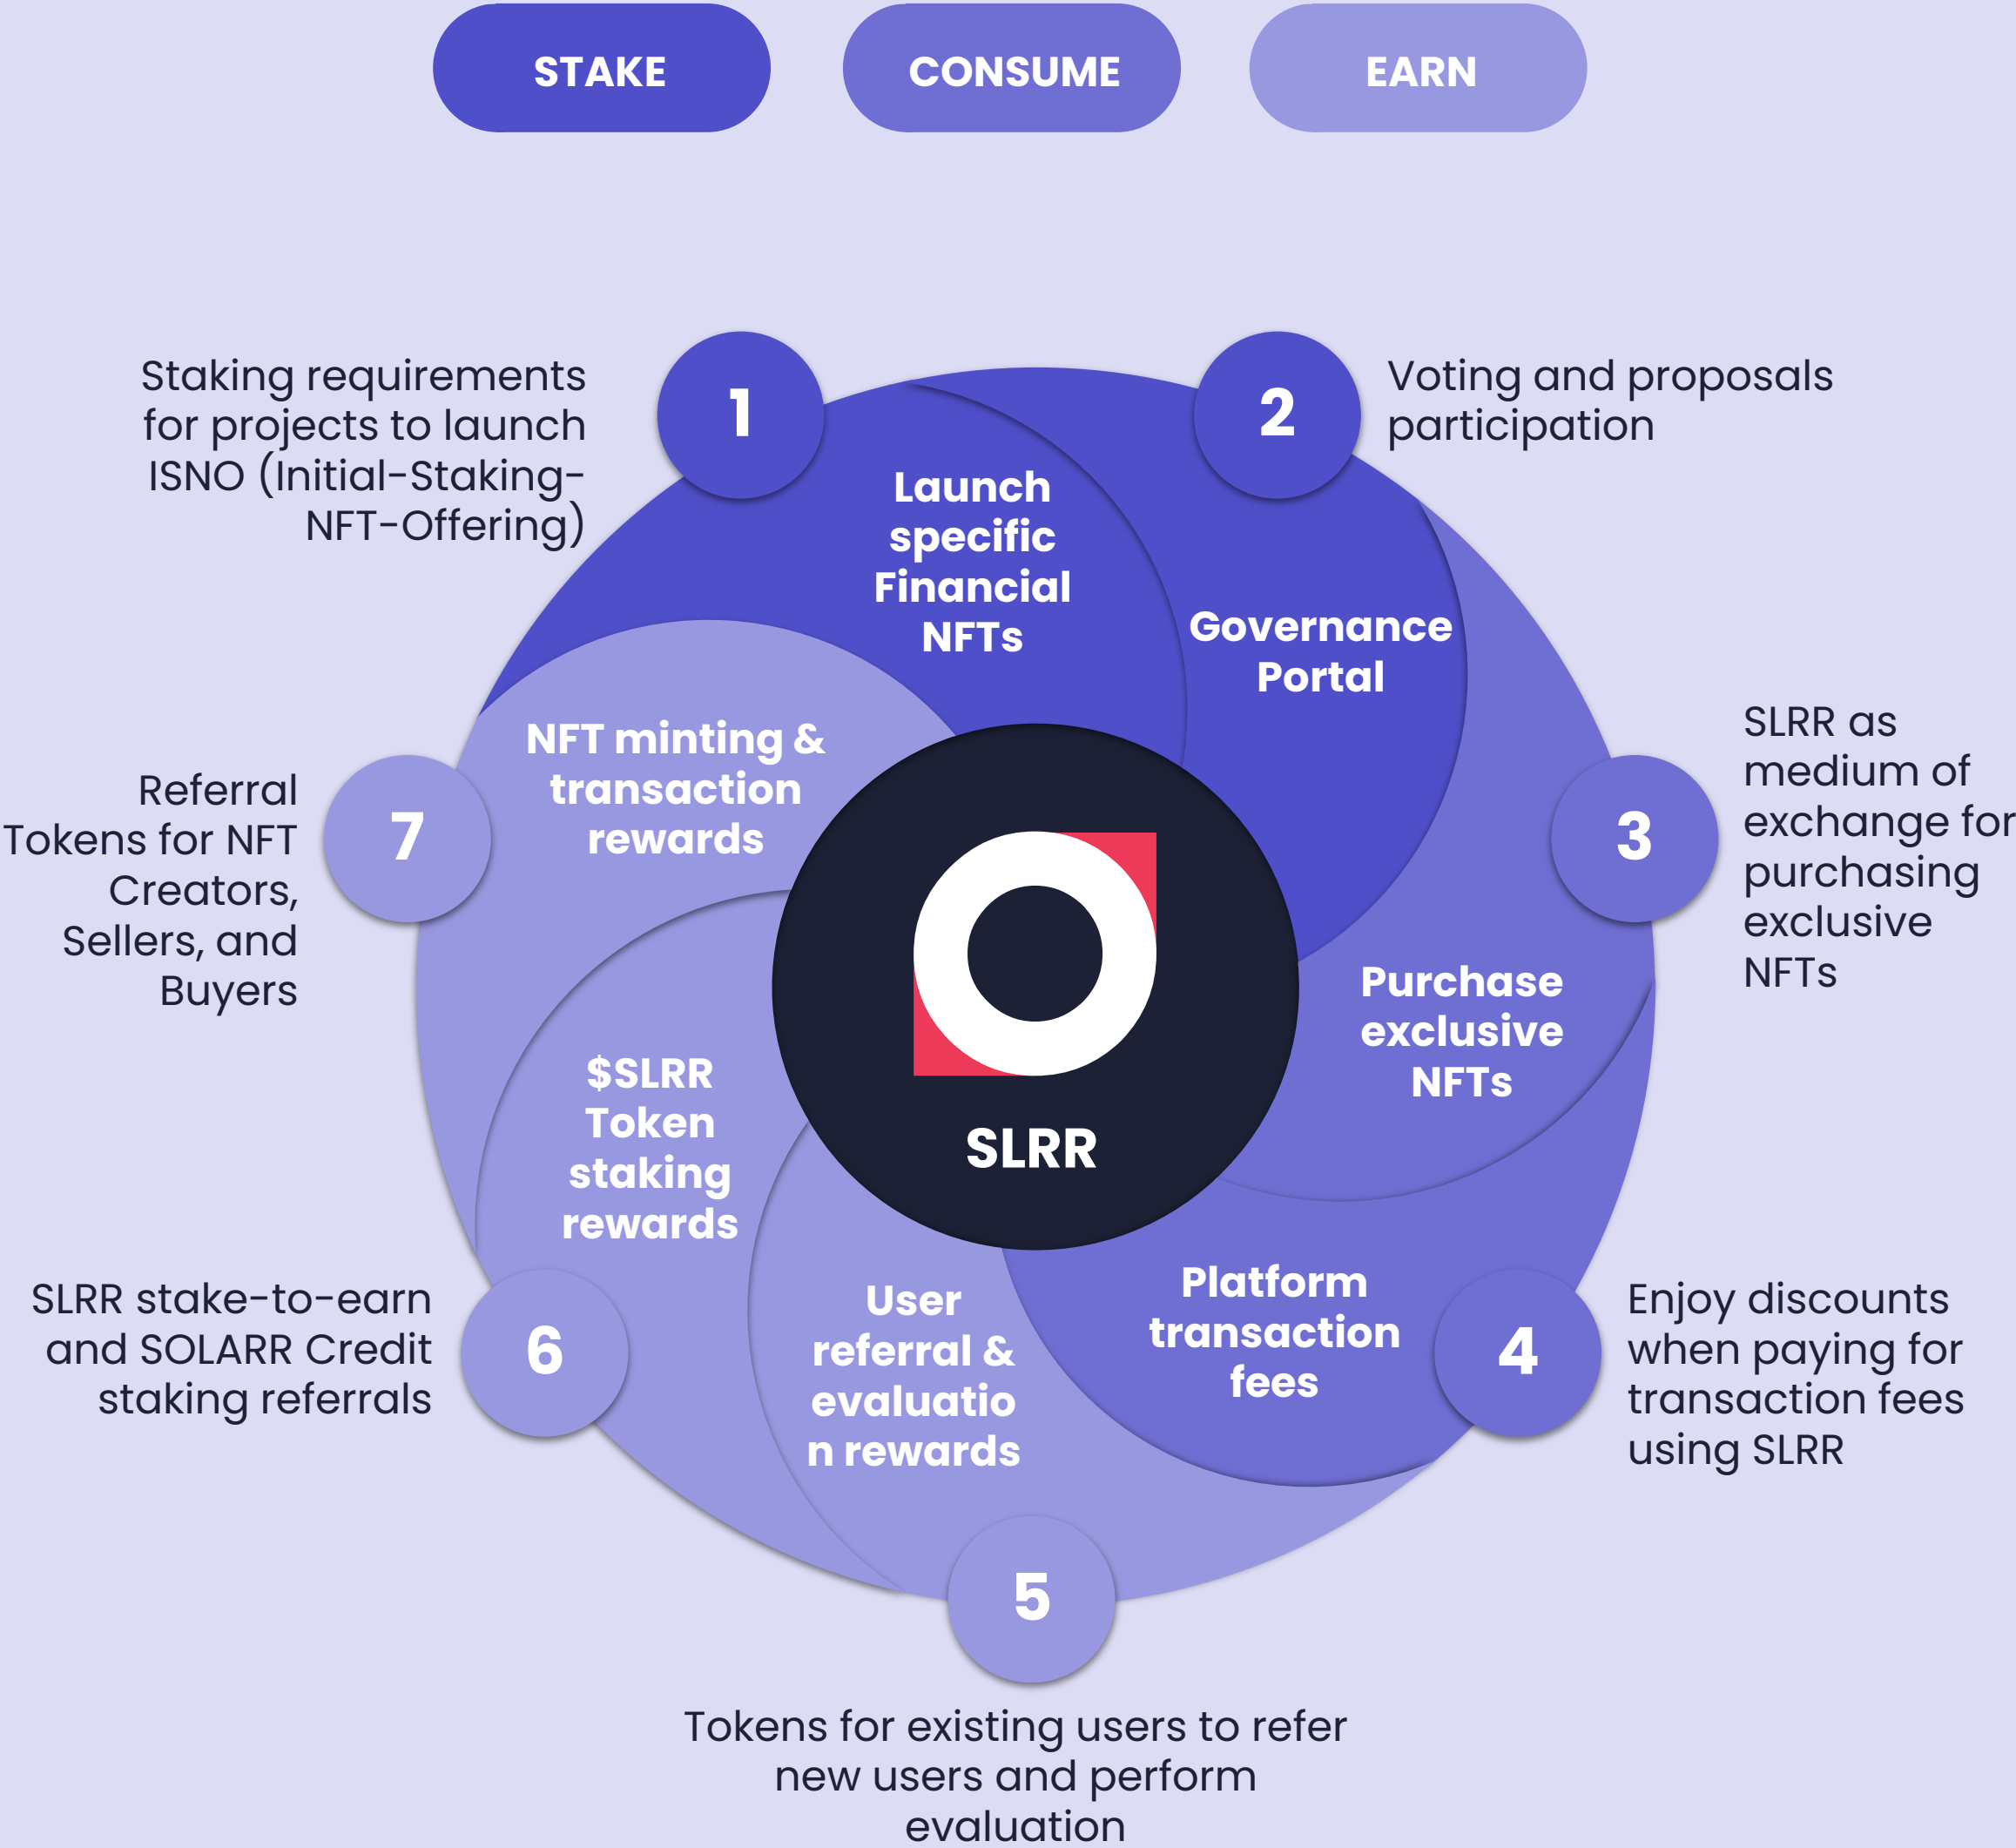 STAKE
CONSUME
EARN
1
Staking requirements
for projects to launch
ISNO (Initial-Staking-
NFT-Offering)
Launch
specific
Financial
NFTs
2
Voting and proposals
participation
Governance
Portal
3
SLRR as
medium of
exchange for
purchasing
exclusive
NFTs
Purchase
exclusive
NFTs
4
Enjoy discounts
when paying for
transaction fees
using SLRR
Platform
transaction
fees
5
Tokens for existing users to refer
new users and perform
evaluation
User
referral &
evaluatio
n rewards
6
SLRR stake-to-earn
and SOLARR Credit
staking referrals
$SLRR
Token
staking
rewards
7
Referral
Tokens for NFT
Creators,
Sellers, and
Buyers
NFT minting &
transaction
rewards
SLRR